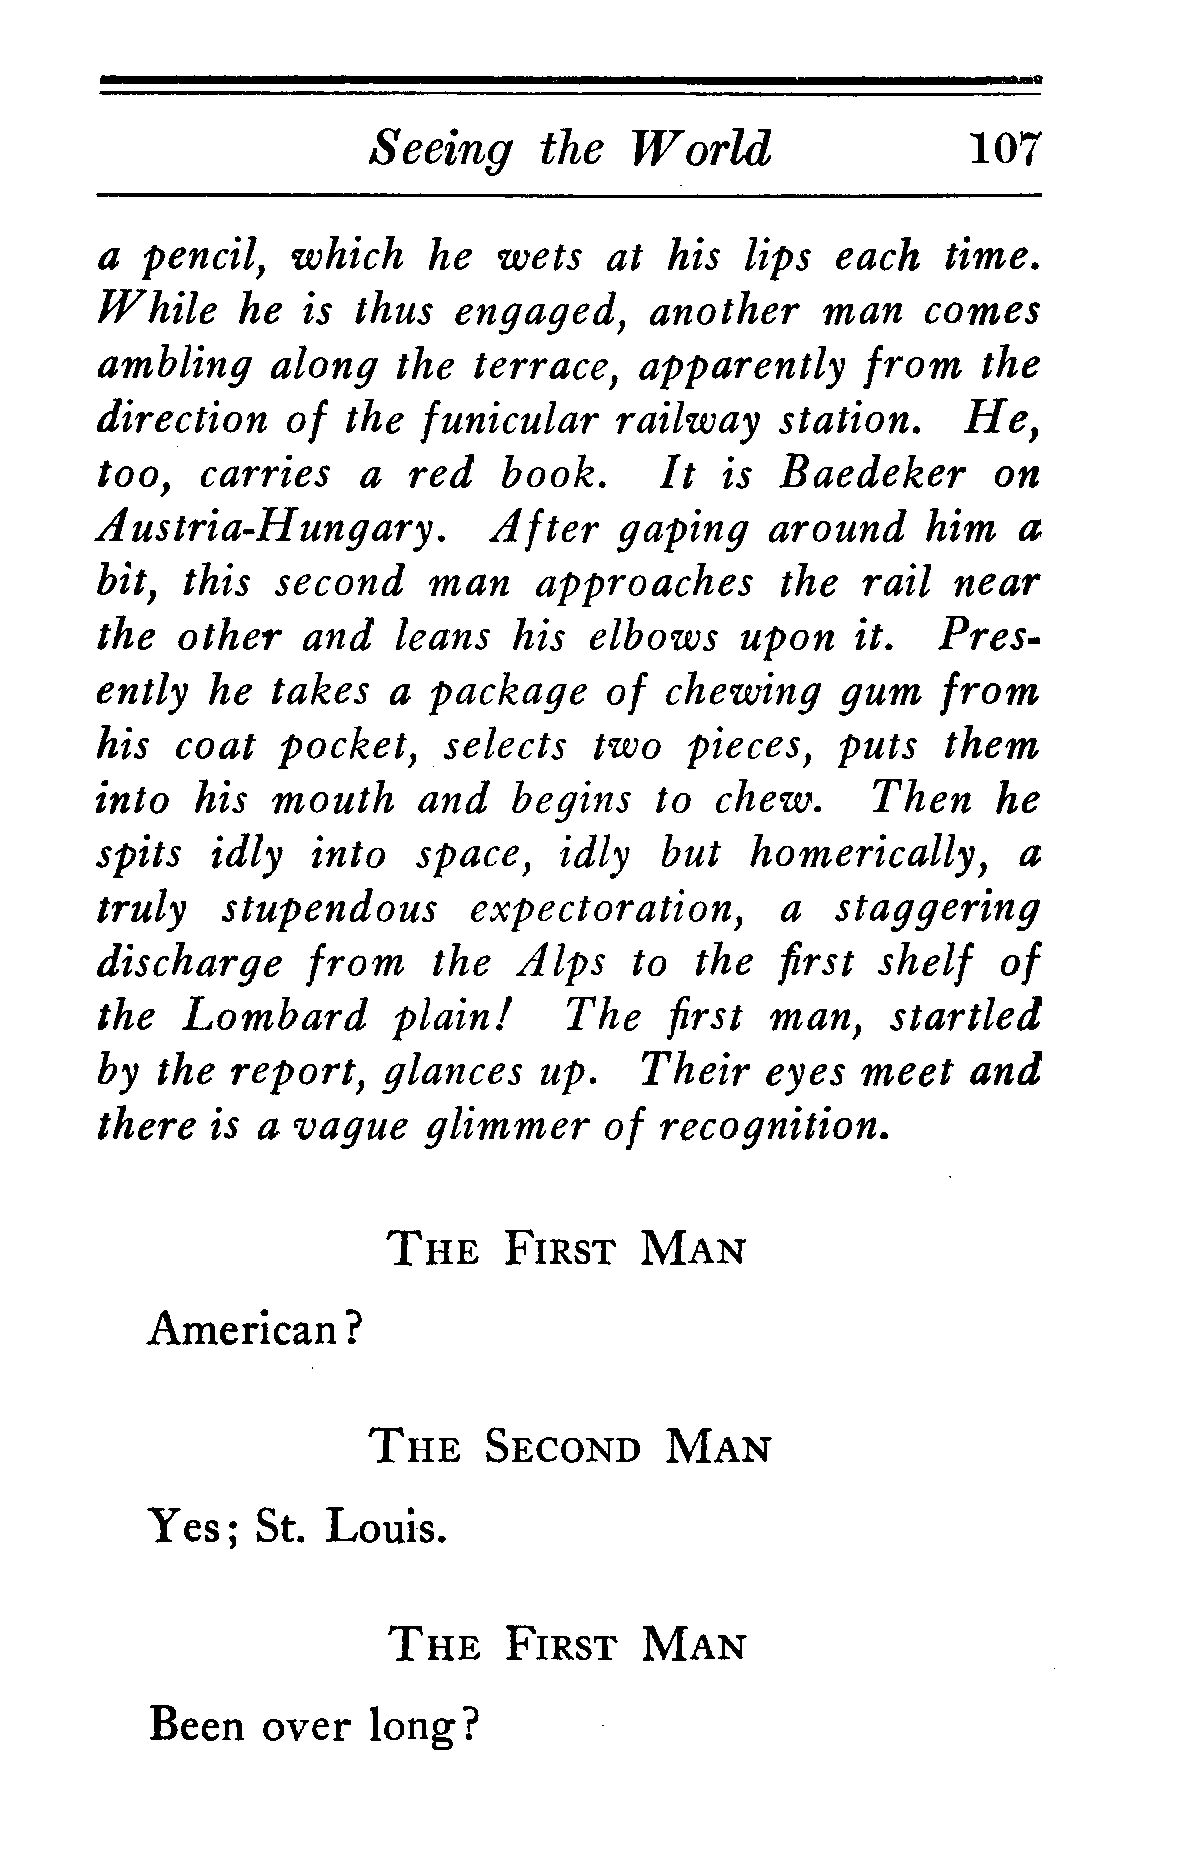 Seeing the World 107
a pencil, which he wets at his lips each time.
While he is thus engaged, another man comes
ambling along the terrace, apparently from the
direction of the funicular railway station. He,
too, carries a red book. It is Baedeker on
Austria-Hungary. After gaping around him a
bit, this second man approaches the rail near
the other and leans his elbows upon it. Pres-
ently he takes a package of chewing gum from
his coat pocket, selects two pieces, puts them
into his mouth and begins to chew. Then he
spits idly into space, idly but homerically, a
truly stupendous expectoration, a staggering
discharge from the Alps to the first shelf of
the Lombard plain! The first man, startled
by the report, glances up. Their eyes meet and
there is a vague glimmer of recognition.
The First Man
American?
The Second Man
Yes; St. Louis.
The First Man
Been over long?